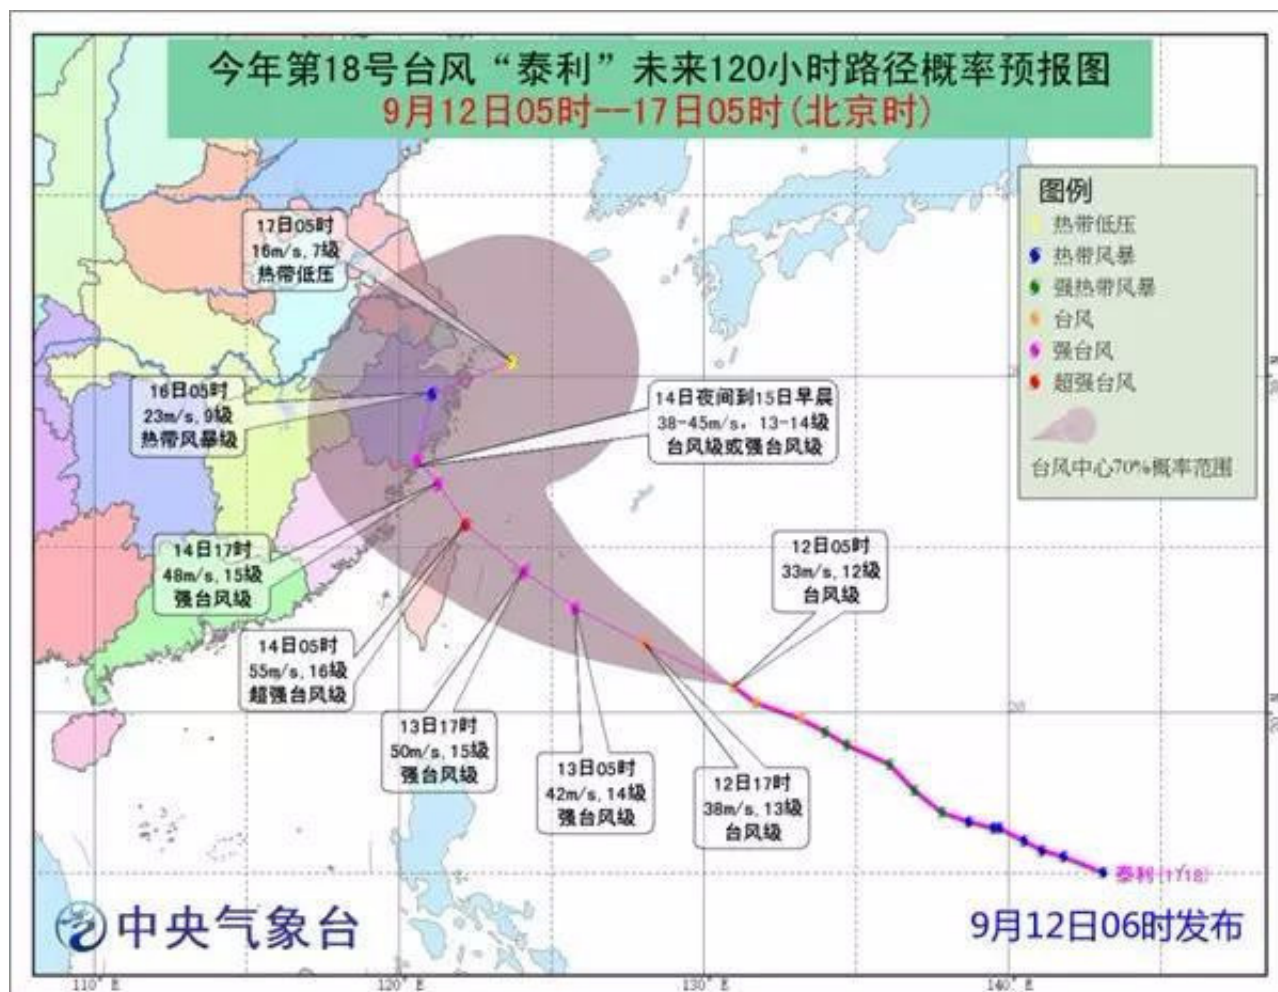 今年第18号台风“泰利”未来120小时路径概率预报图
9月12日05时--17日05时(北京时)
图例
热带低压
热带风暴
强热带风暴
台风
强台风
超强台风
台风中心70%概率范围
17日05时
16m/s,7级
热带低压
16日05时
23m/s,9级
热带风暴级
14日夜间到15日早晨
38-45m/s，13-14级
台风级或强台风级
14日17时
48m/s,15级
强台风级
12日05时
33m/s,12级
台风级
14日05时
55m/s,16级
超强台风级
13日17时
50m/s,15级
强台风级
13日05时
42m/s,14级
强台风级
12日17时
38m/s,13级
台风级
泰利(1718)
中央气象台
9月12日06时发布
110° E
120° E
130° E
140° E